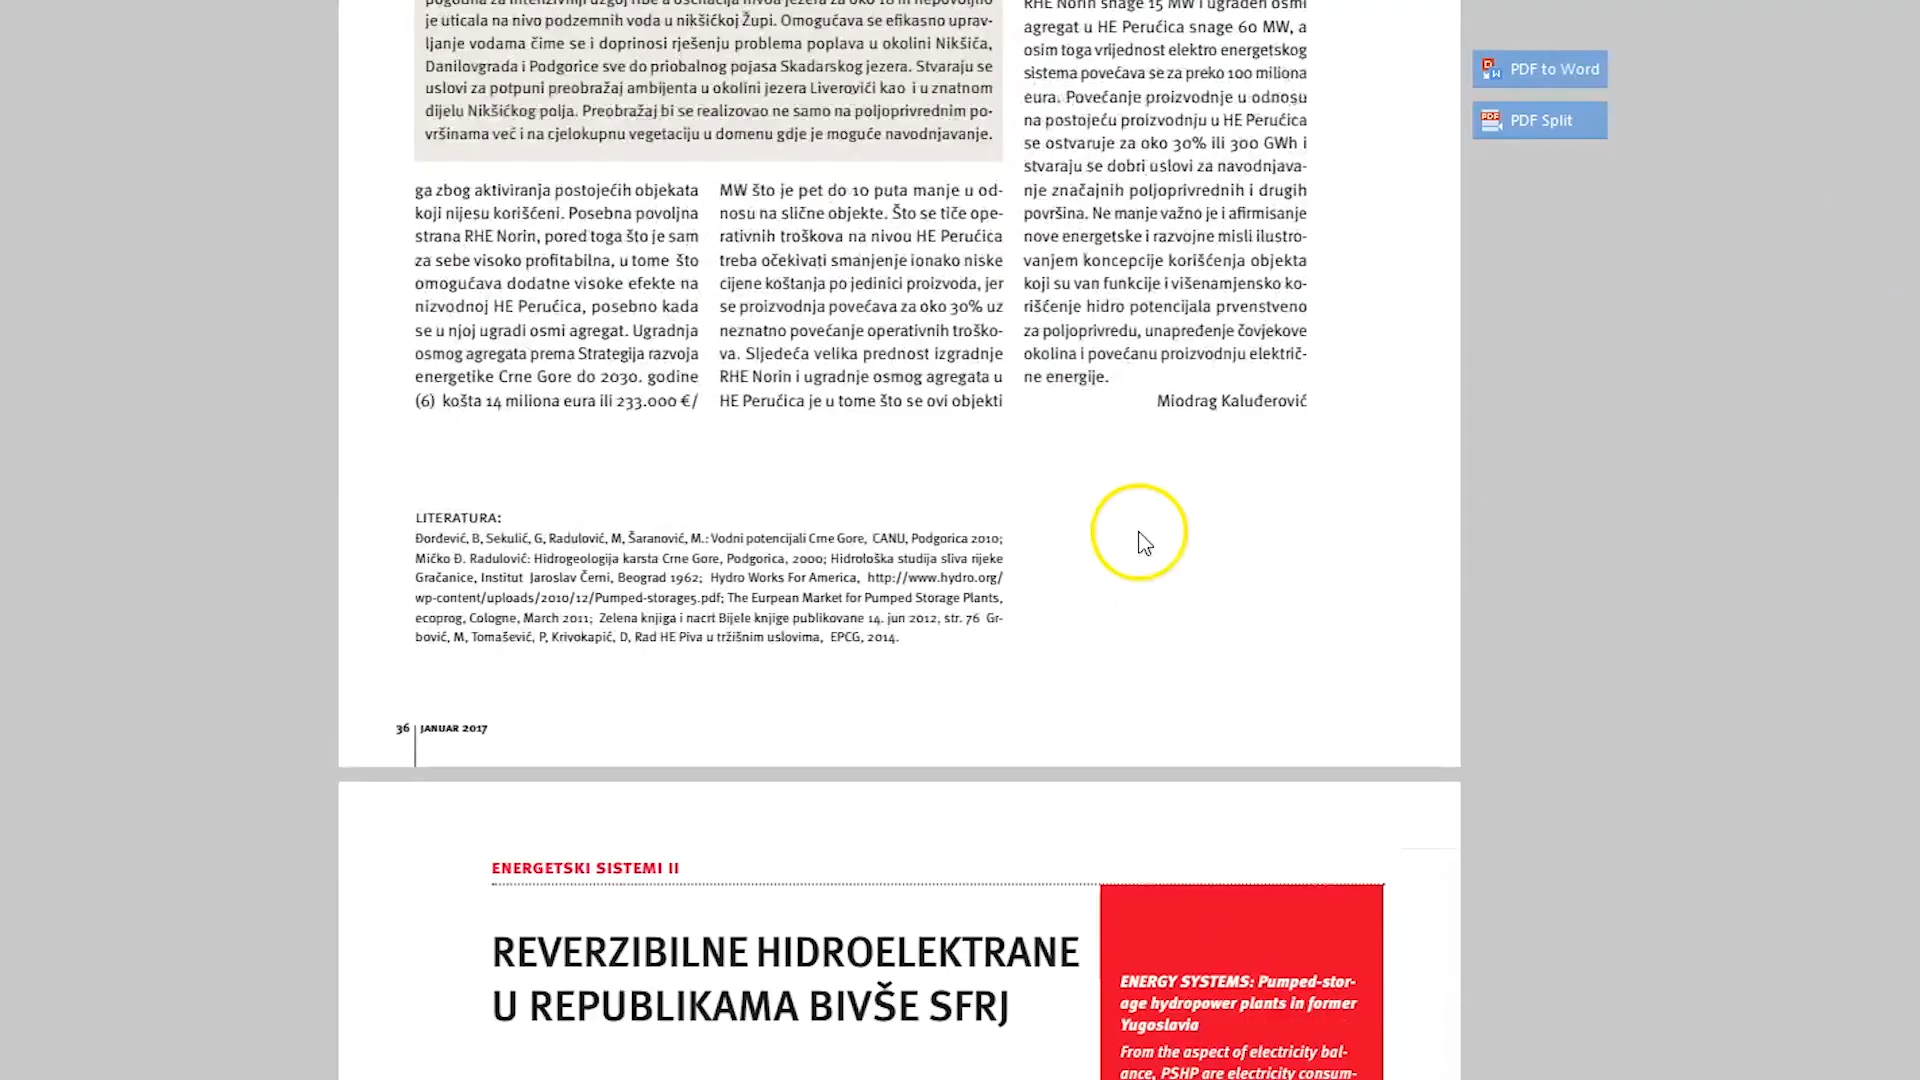 pogodna za intenzivniji uzgoj ribe a oscilacija nivoa jezera za oko 18 m nepovoljno
je uticala na nivo podzemnih voda u nikšićkoj Župi. Omogućava se efikasno uprav-
ljanje vodama čime se i doprinosi rješenju problema poplava u okolini Nikšića,
Danilovgrada i Podgorice sve do priobalnog pojasa Skadarskog jezera. Stvaraju se
uslovi za potpuni preobražaj ambijenta u okolini jezera Liverovići kao i u znatnom
dijelu Nikšićkog polja. Preobražaj bi se realizovao ne samo na poljoprivrednim po-
vršinama već i na cjelokupnu vegetaciju u domenu gdje je moguće navodnjavanje.
ga zbog aktiviranja postojećih objekata
koji nijesu korišćeni. Posebna povoljna
strana RHE Norin, pored toga što je sam
za sebe visoko profitabilna, u tome što
omogućava dodatne visoke efekte na
nizvodnoj HE Perućica, posebno kada
se u njoj ugradi osmi agregat. Ugradnja
osmog agregata prema Strategija razvoja
energetike Crne Gore do 2030. godine
(6) košta 14 miliona eura ili 233.000 €/
MW što je pet do 10 puta manje u od-
nosu na slične objekte. Što se tiče ope-
rativnih troškova na nivou HE Perućica
treba očekivati smanjenje ionako niske
cijene koštanja po jedinici proizvoda, jer
se proizvodnja povećava za oko 30% uz
neznatno povećanje operativnih troško-
va. Sljedeća velika prednost izgradnje
RHE Norin i ugradnje osmog agregata u
HE Perućica je u tome što se ovi objekti
RHE Norin snage 15 MW i ugrađen osmi
agregat u HE Perućica snage 60 MW, a
osim toga vrijednost elektro energetskog
sistema povećava se za preko 100 miliona
eura. Povećanje proizvodnje u odnosu
na postojeću proizvodnju u HE Perućica
se ostvaruje za oko 30% ili 300 GWh i
stvaraju se dobri uslovi za navodnjava-
nje značajnih poljoprivrednih i drugih
površina. Ne manje važno je i afirmisanje
nove energetske i razvojne misli ilustro-
vanjem koncepcije korišćenja objekta
koji su van funkcije i višenamjensko ko-
rišćenje hidro potencijala prvenstveno
za poljoprivredu, unapređenje čovjekove
okolina i povećanu proizvodnju električ-
ne energije.
Miodrag Kaluđerović
LITERATURA:
Đorđević, B, Sekulić, G, Radulović, M, Šaranović, M.: Vodni potencijali Crne Gore, CANU, Podgorica 2010;
Mićko Đ. Radulović: Hidrogeologija karsta Crne Gore, Podgorica, 2000; Hidrološka studija sliva rijeke
Gračanice, Institut Jaroslav Černi, Beograd 1962; Hydro Works For America, http://www.hydro.org/
wp-content/uploads/2010/12/Pumped-storage5.pdf; The Eurpean Market for Pumped Storage Plants,
ecoprog, Cologne, March 2011; Zelena knjiga i nacrt Bijele knjige publikovane 14. jun 2012, str. 76 Gr-
bović, M, Tomašević, P, Krivokapić, D, Rad HE Piva u tržišnim uslovima, EPCG, 2014.
36 JANUAR 2017
ENERGETSKI SISTEMI II
REVERZIBILNE HIDROELEKTRANE
U REPUBLIKAMA BIVŠE SFRJ
ENERGY SYSTEMS: Pumped-stor-
age hydropower plants in former
Yugoslavia
From the aspect of electricity bal-
ance, PSHP are electricity consum-
PDF to Word
PDF Split